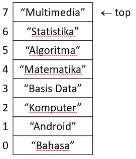 7 “Multimedia” ← top
6 “Statistika”
5 “Algoritma”
4 “Matematika”
3 “Basis Data”
2 “Komputer”
1 “Android”
0 “Bahasa”